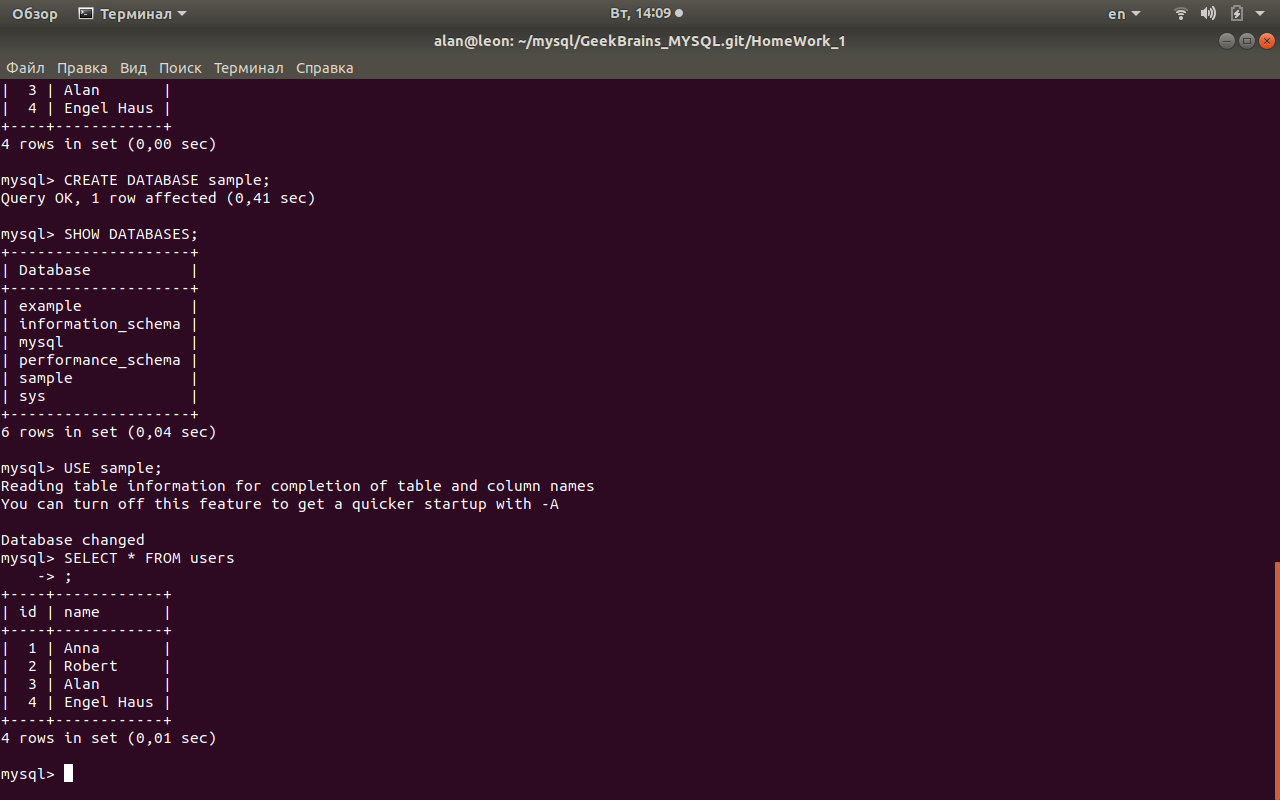 Обзор Терминал Вт, 14:09 en
alan@leon: ~/mysql/GeekBrains_MYSQL.git/HomeWork_1
Файл Правка Вид Поиск Терминал Справка
|  3 | Alan       |
|  4 | Engel Haus |
+----+------------+
4 rows in set (0,00 sec)

mysql> CREATE DATABASE sample;
Query OK, 1 row affected (0,41 sec)

mysql> SHOW DATABASES;
+--------------------+
| Database           |
+--------------------+
| example            |
| information_schema |
| mysql              |
| performance_schema |
| sample             |
| sys                |
+--------------------+
6 rows in set (0,04 sec)

mysql> USE sample;
Reading table information for completion of table and column names
You can turn off this feature to get a quicker startup with -A

Database changed
mysql> SELECT * FROM users
    -> ;
+----+------------+
| id | name       |
+----+------------+
|  1 | Anna       |
|  2 | Robert     |
|  3 | Alan       |
|  4 | Engel Haus |
+----+------------+
4 rows in set (0,01 sec)

mysql>